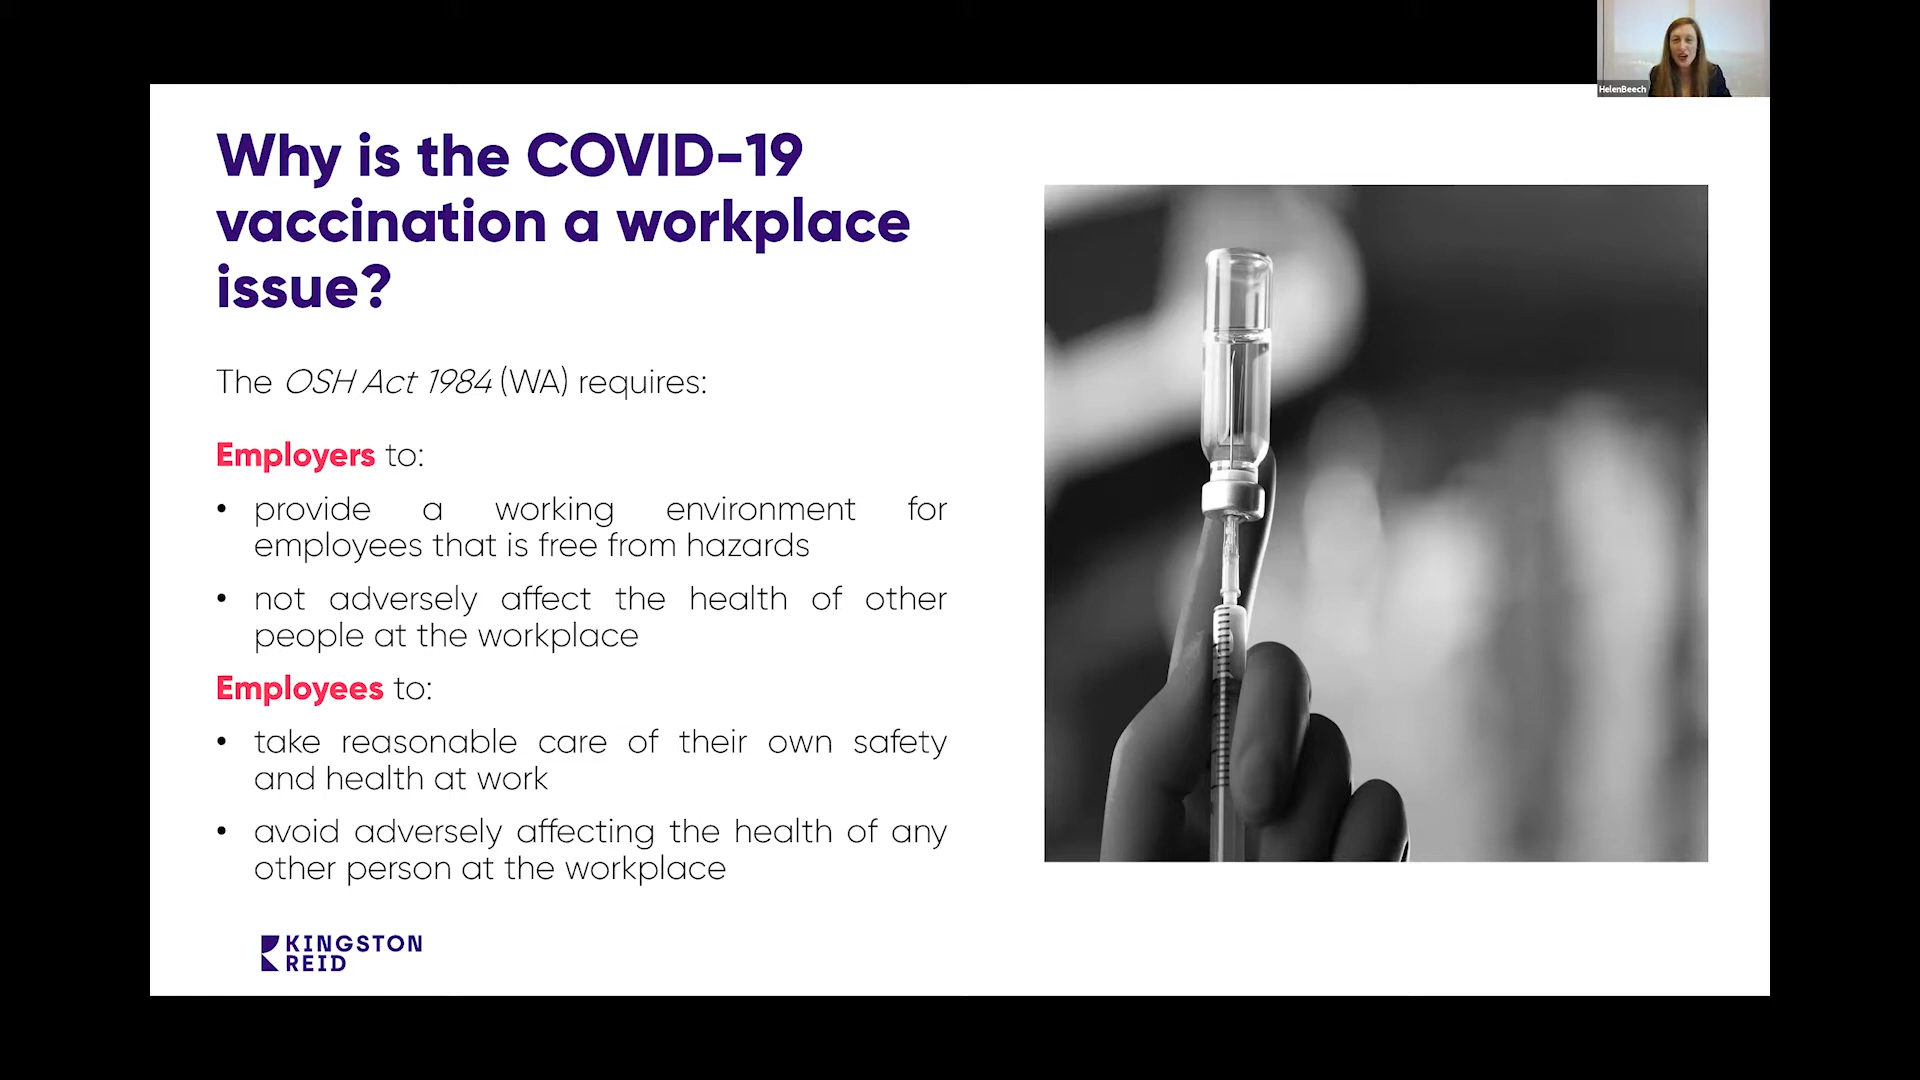 HelenBeech
Why is the COVID-19
vaccination a workplace
issue?
The OSH Act 1984 (WA) requires:
Employers to:
• provide a working environment for
employees that is free from hazards
• not adversely affect the health of other
people at the workplace
Employees to:
• take reasonable care of their own safety
and health at work
• avoid adversely affecting the health of any
other person at the workplace
KINGSTON
REID